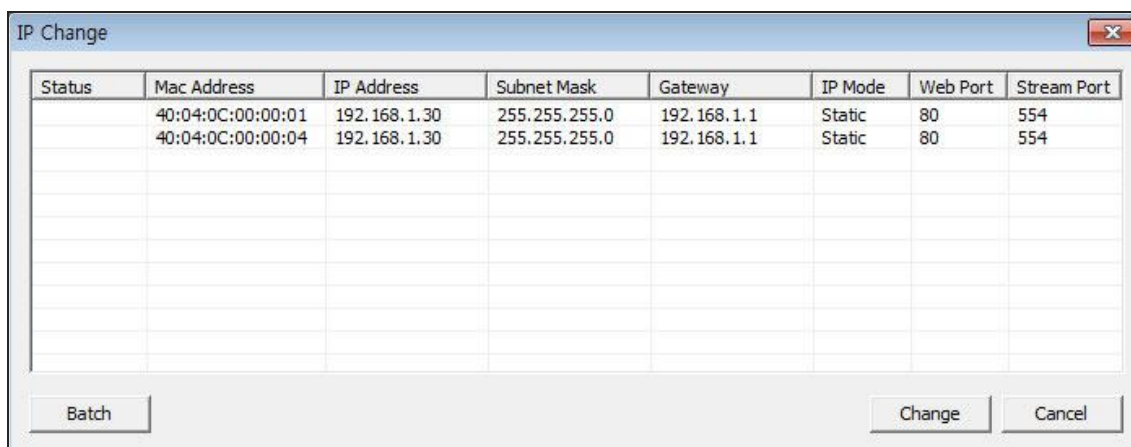 IP Change
Status Mac Address IP Address Subnet Mask Gateway IP Mode Web Port Stream Port
40:04:0C:00:00:01 192.168.1.30 255.255.255.0 192.168.1.1 Static 80 554
40:04:0C:00:00:04 192.168.1.30 255.255.255.0 192.168.1.1 Static 80 554
Batch Change Cancel